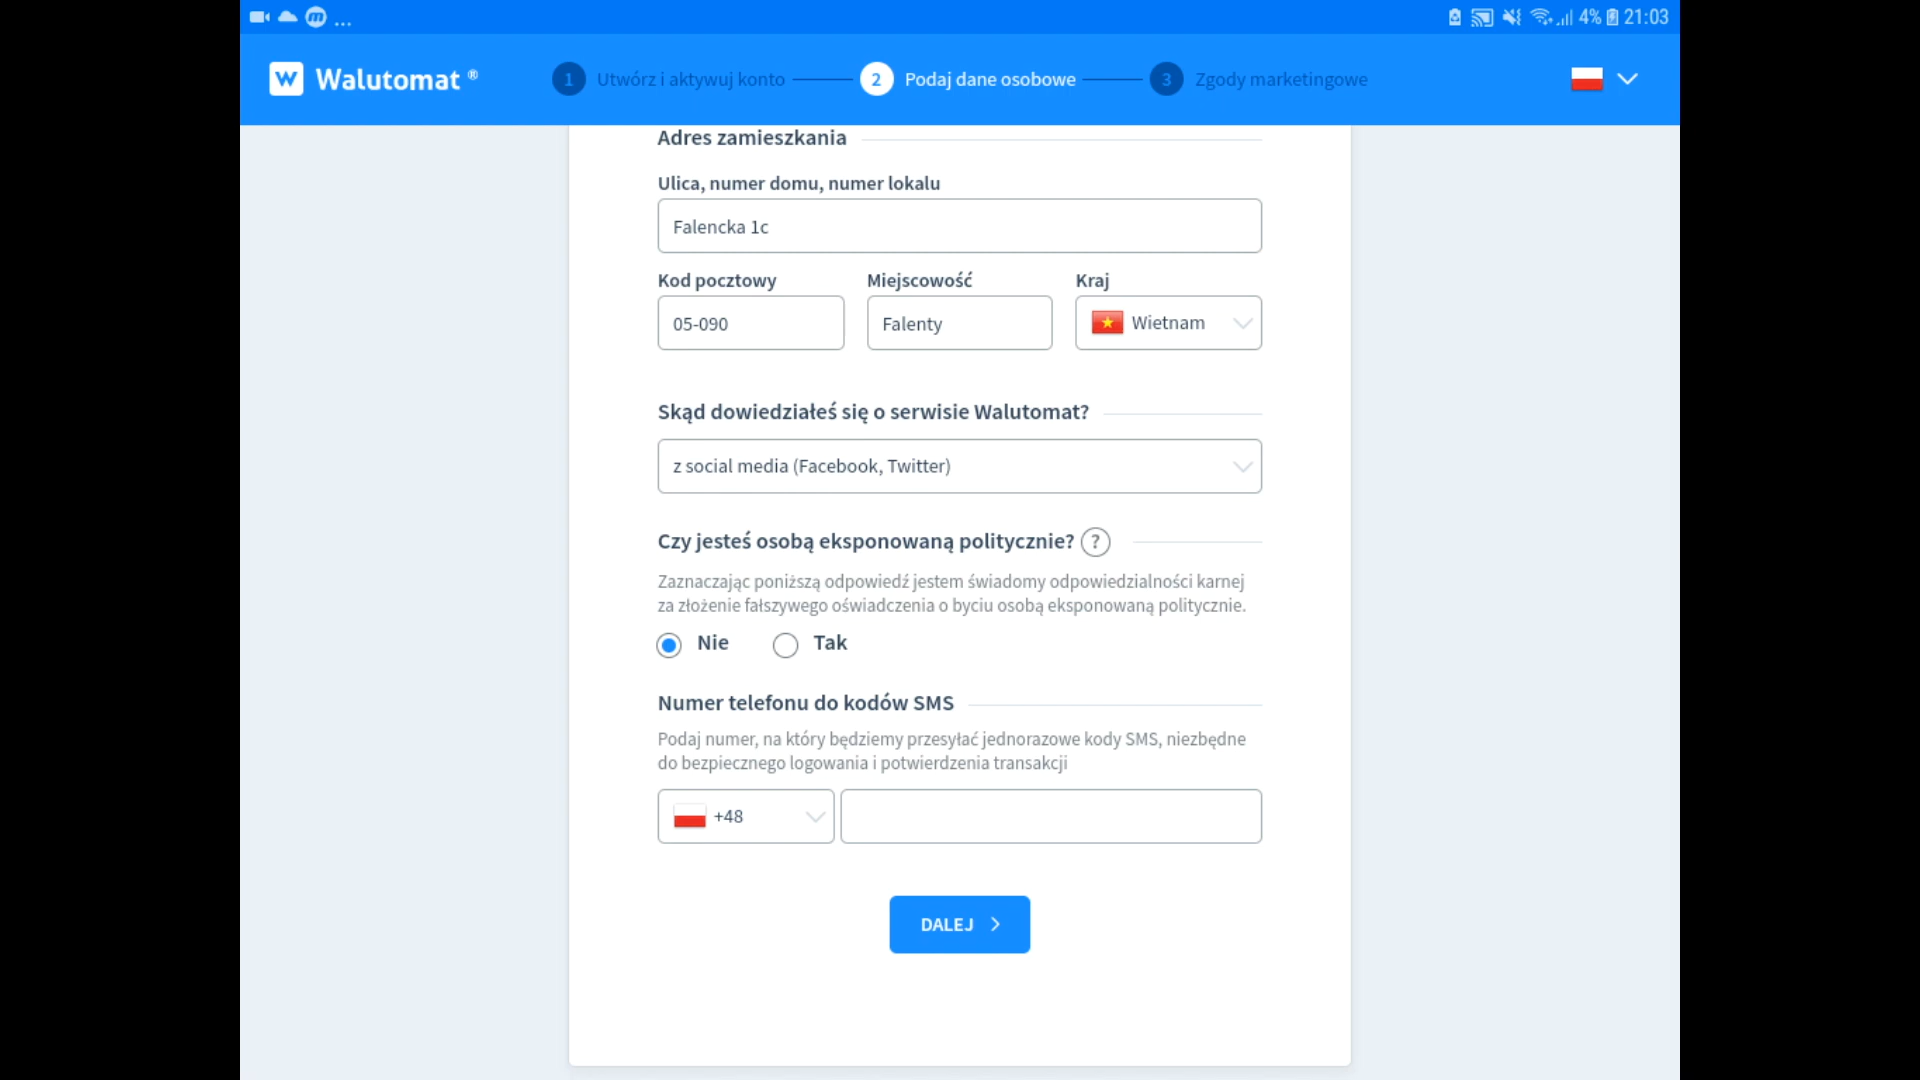 ... 4% 21:03
W Walutomat ® 1 Utwórz i aktywuj konto 2 Podaj dane osobowe 3 Zgody marketingowe
Adres zamieszkania
Ulica, numer domu, numer lokalu
Falencka 1c
Kod pocztowy Miejscowość Kraj
05-090 Falenty Wietnam
Skąd dowiedziałeś się o serwisie Walutomat?
z social media (Facebook, Twitter)
Czy jesteś osobą eksponowaną politycznie? ?
Zaznaczając poniższą odpowiedź jestem świadomy odpowiedzialności karnej
za złożenie fałszywego oświadczenia o byciu osobą eksponowaną politycznie.
Nie Tak
Numer telefonu do kodów SMS
Podaj numer, na który będziemy przesyłać jednorazowe kody SMS, niezbędne
do bezpiecznego logowania i potwierdzenia transakcji
+48
DALEJ